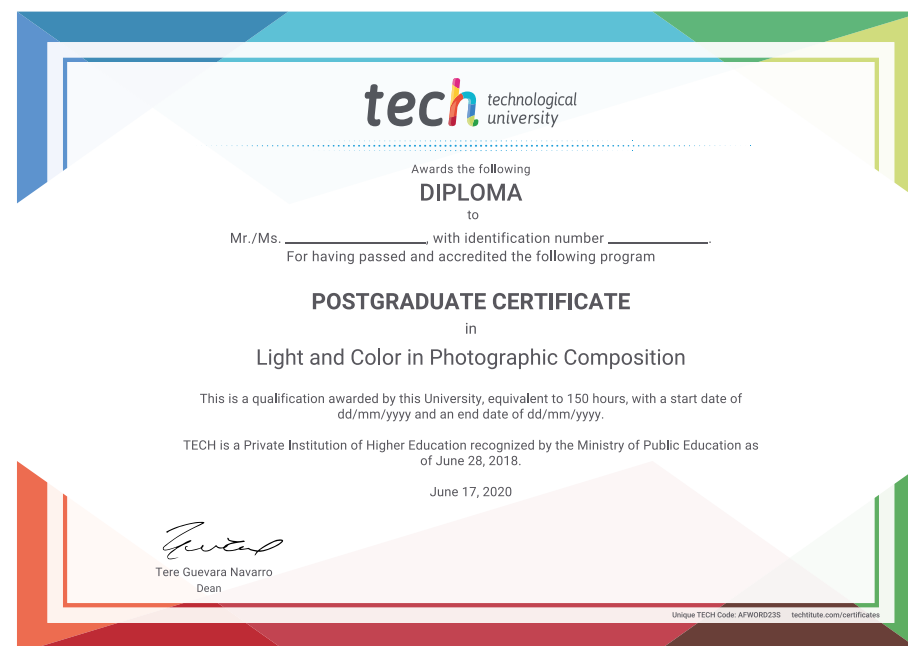 tech technological
university
Awards the following
DIPLOMA
to
Mr./Ms. ____________, with identification number ____________.
For having passed and accredited the following program
POSTGRADUATE CERTIFICATE
in
Light and Color in Photographic Composition
This is a qualification awarded by this University, equivalent to 150 hours, with a start date of
dd/mm/yyyy and an end date of dd/mm/yyyy.
TECH is a Private Institution of Higher Education recognized by the Ministry of Public Education as
of June 28, 2018.
June 17, 2020
Tere Guevara Navarro
Dean
Unique TECH Code: AFWORD23S techtitute.com/certificates